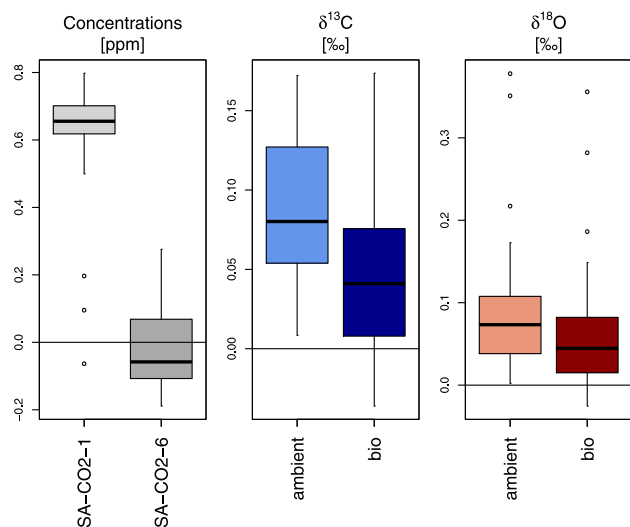 Concentrations
[ppm]
δ¹³C
[‰]
δ¹⁸O
[‰]
0.8
0.6
0.4
0.2
0.0
−0.2
SA−CO2−1
SA−CO2−6
0.15
0.10
0.05
0.00
ambient
bio
0.3
0.2
0.1
0.0
ambient
bio